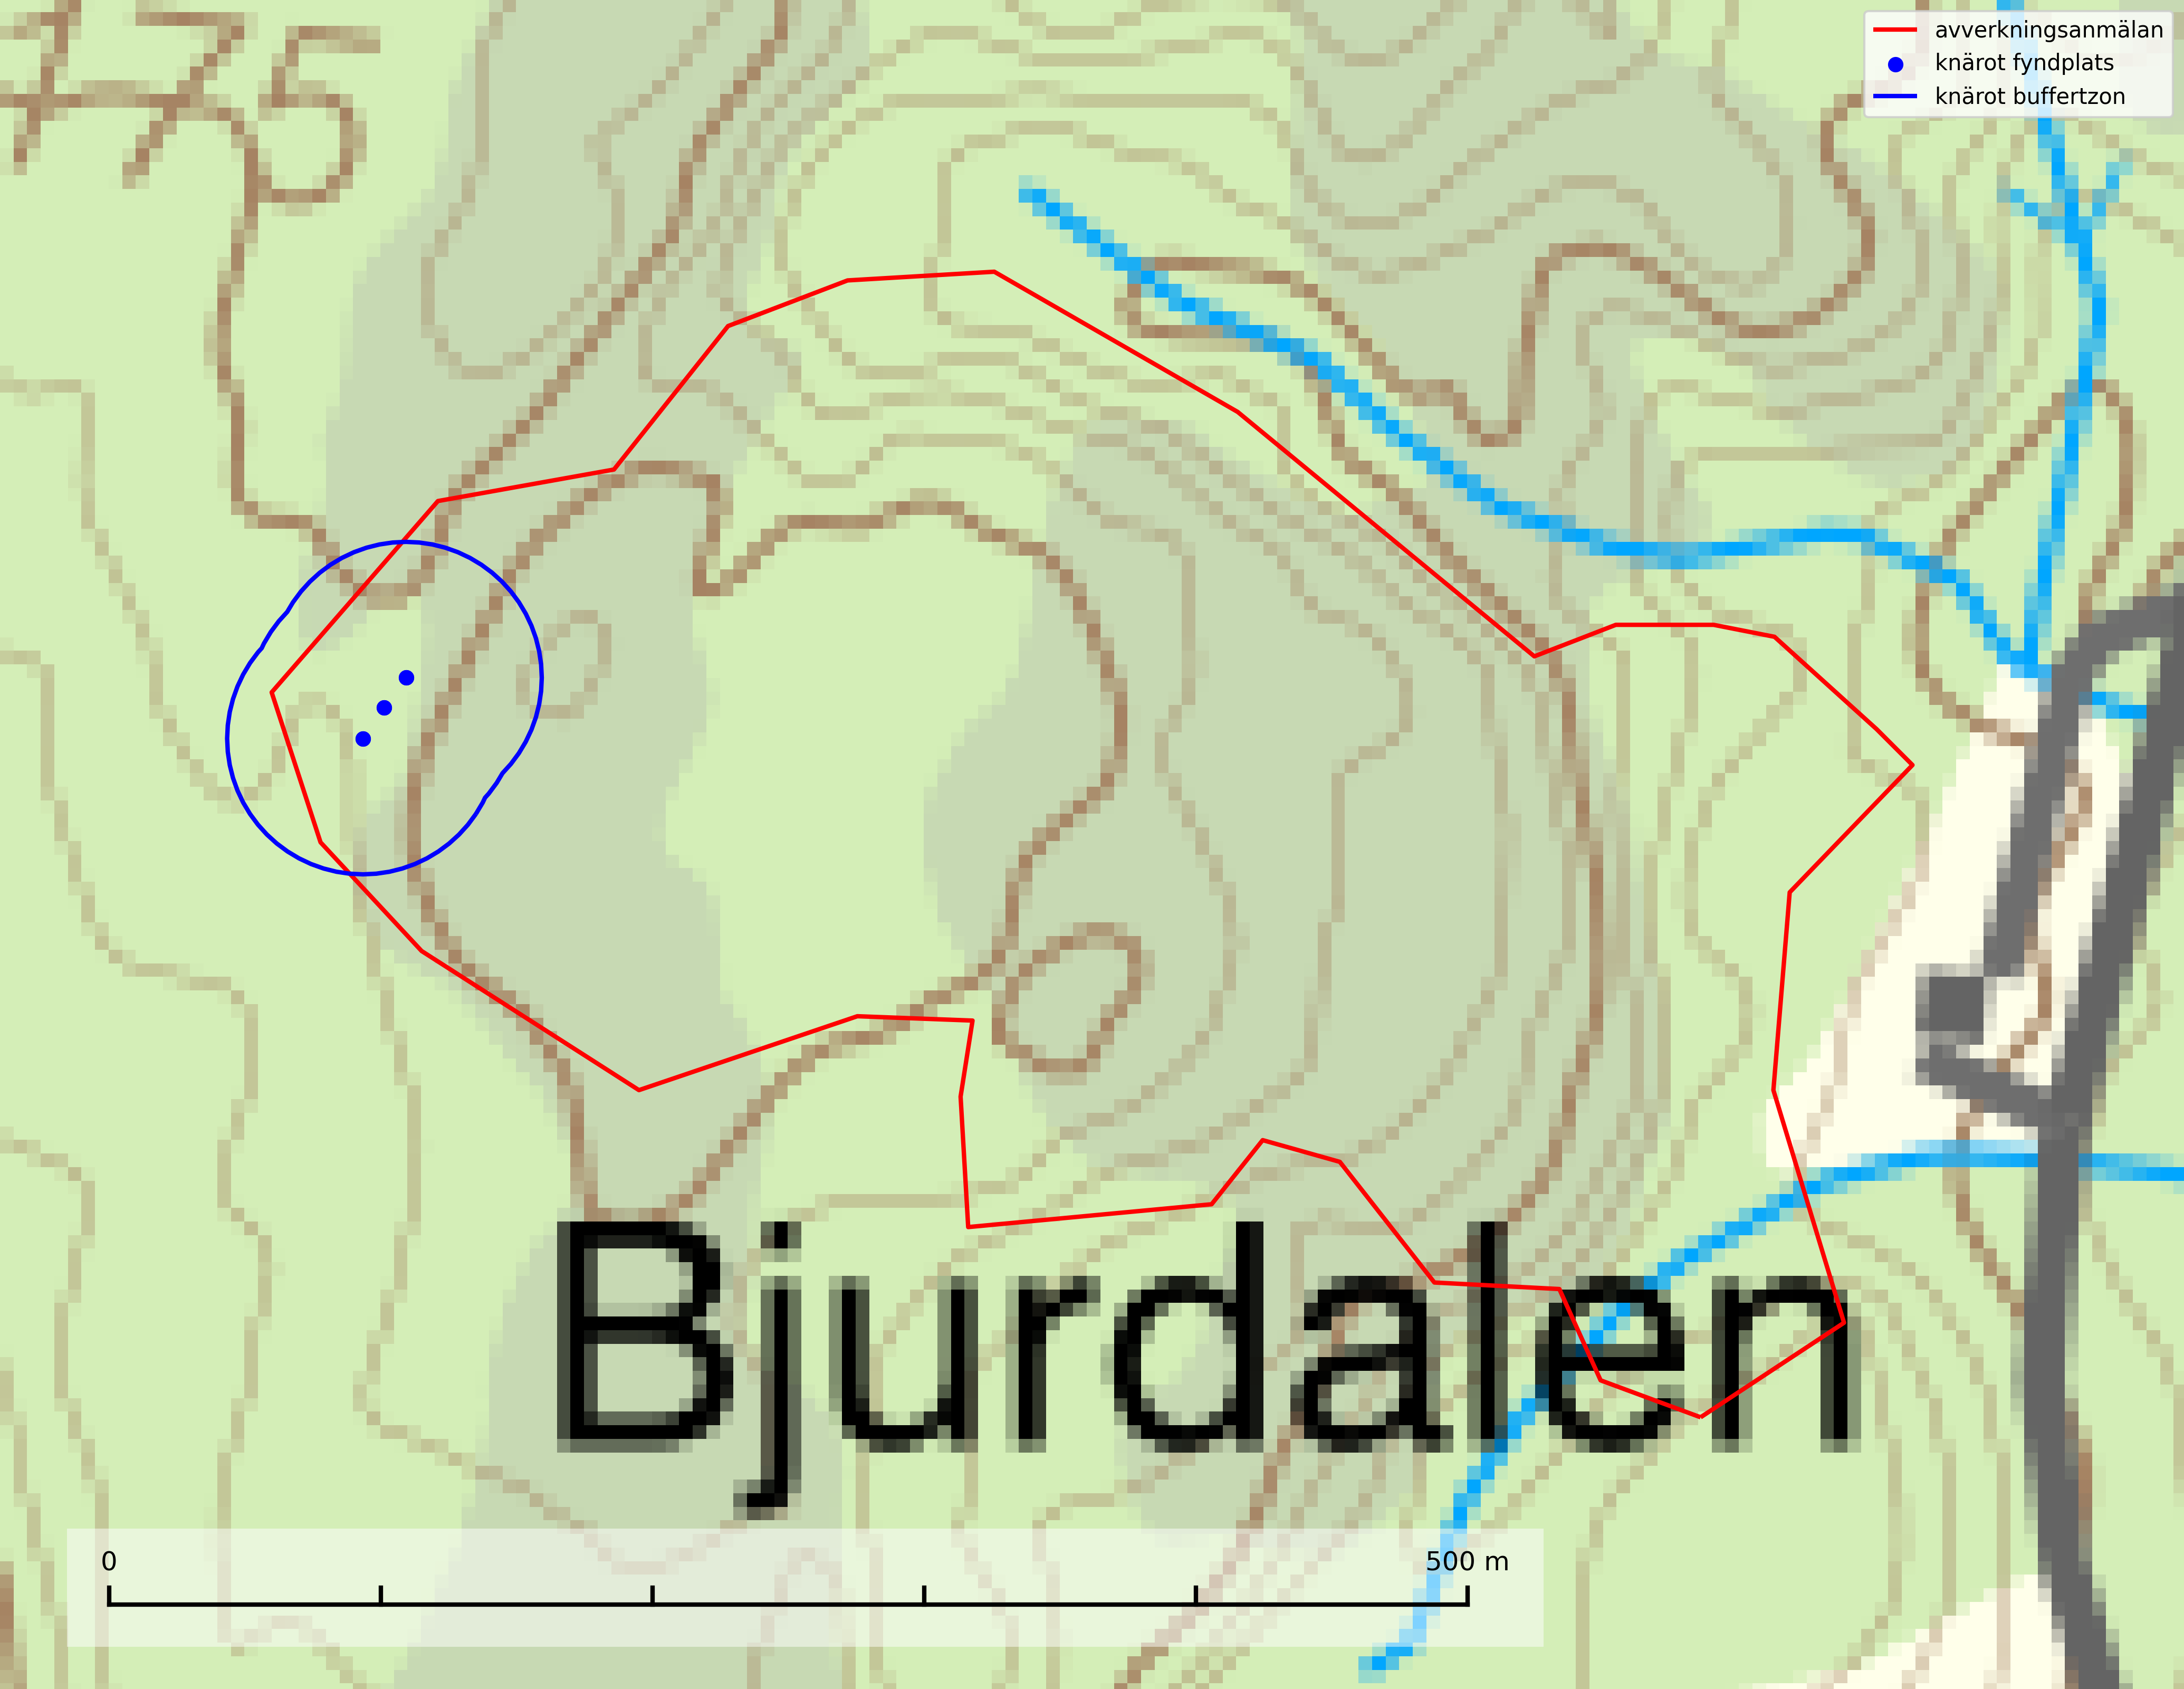 175
avverkningsanmälan
knärot fyndplats
knärot buffertzon
Bjurdalen
0
500 m